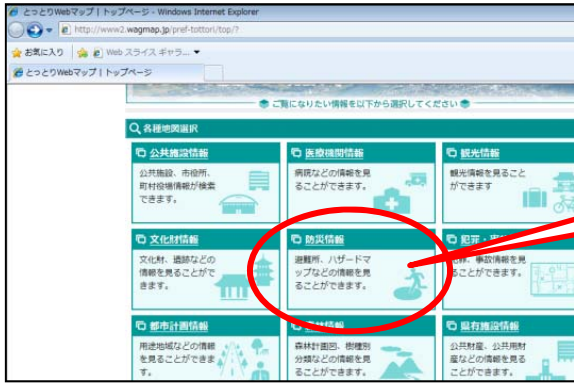 とっとりWebマップ | トップページ - Windows Internet Explorer
http://www2.wagmap.jp/pref-tottori/top/?
お気に入り Web スライス ギャラ...
とっとりWebマップ | トップページ
ご覧になりたい情報を以下から選択してください
各種地図選択
公共施設情報
公共施設、市役所、
町村役場情報が検索
できます。
医療機関情報
病院などの情報を見
ることができます。
観光情報
観光情報を見ること
ができます
文化財情報
文化財、遺跡などの
情報を見ることがで
きます。
防災情報
避難所、ハザードマ
ップなどの情報を見
ることができます。
犯罪・
事故情報を見
ることができます。
都市計画情報
用途地域などの情報
を見ることができま
す。
林情報
森林計画図、樹種別
分類などの情報を見
ることができます。
県有施設情報
公共財産、公共用財
産などの情報を見る
ことができます。